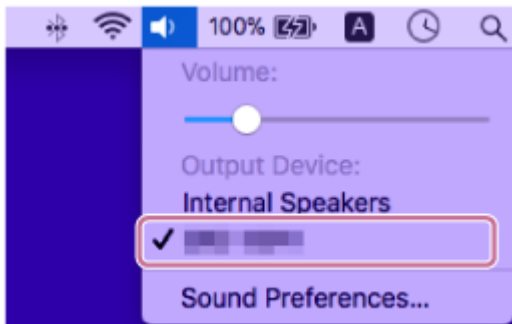 100% A
Volume:
Output Device:
Internal Speakers
Sound Preferences...